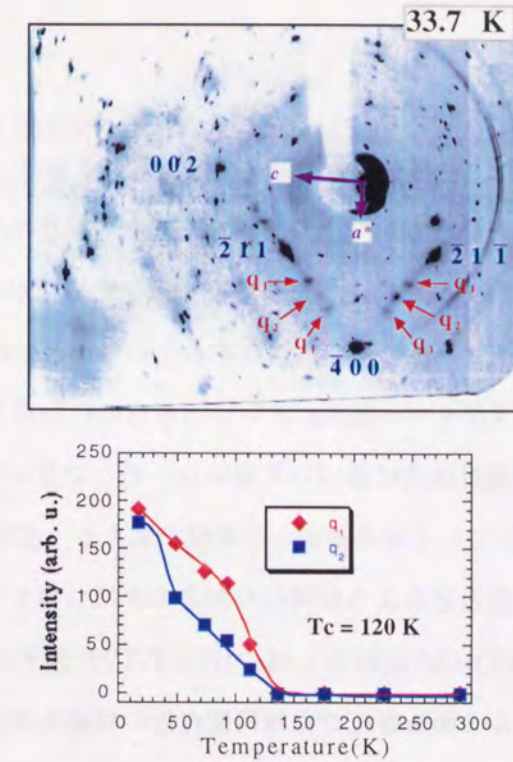 33.7 K
0 0 2
c
a*
2̄ 1 1
2̄ 1 1̄
q₁
q₁
q₂
q₂
q₃
q₃
4̄ 0 0
Intensity (arb. u.)
250
200
150
100
50
0
q₁
q₂
Tc = 120 K
0 50 100 150 200 250 300
Temperature(K)